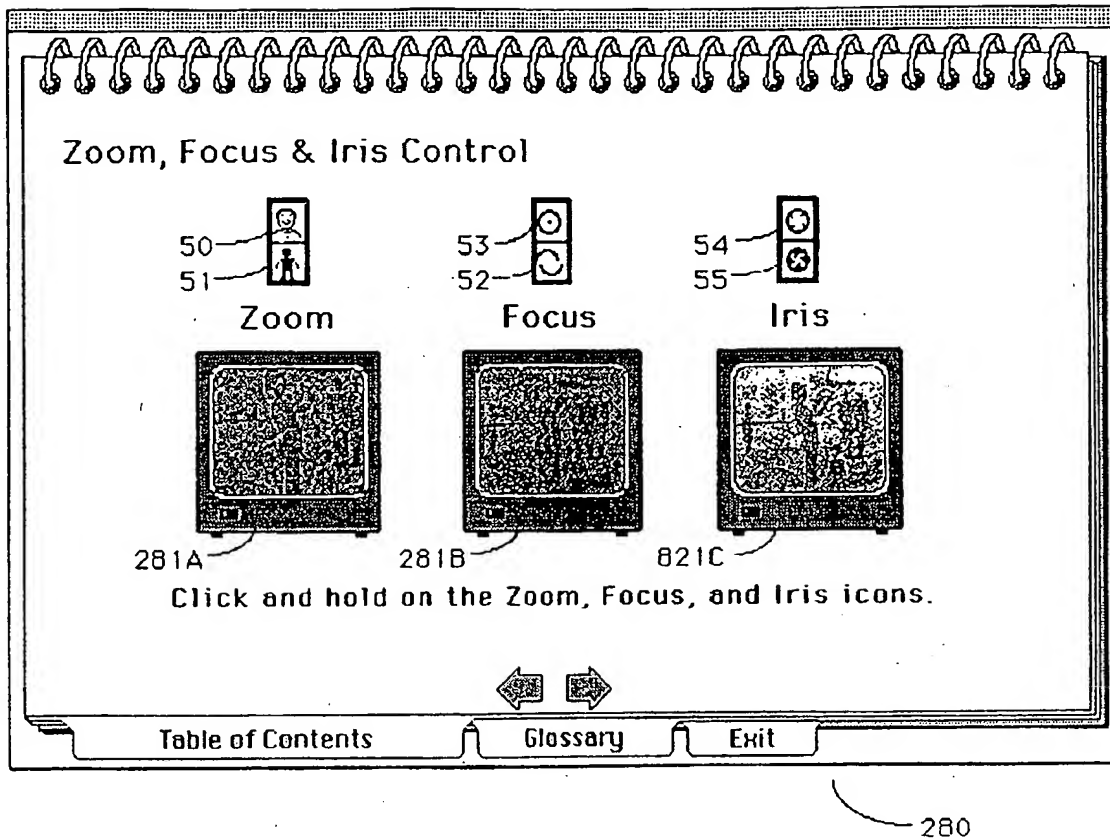 Zoom, Focus & Iris Control
50 53 54
51 52 55
Zoom Focus Iris
281A 281B 821C
Click and hold on the Zoom, Focus, and Iris icons.
Table of Contents Glossary Exit
280